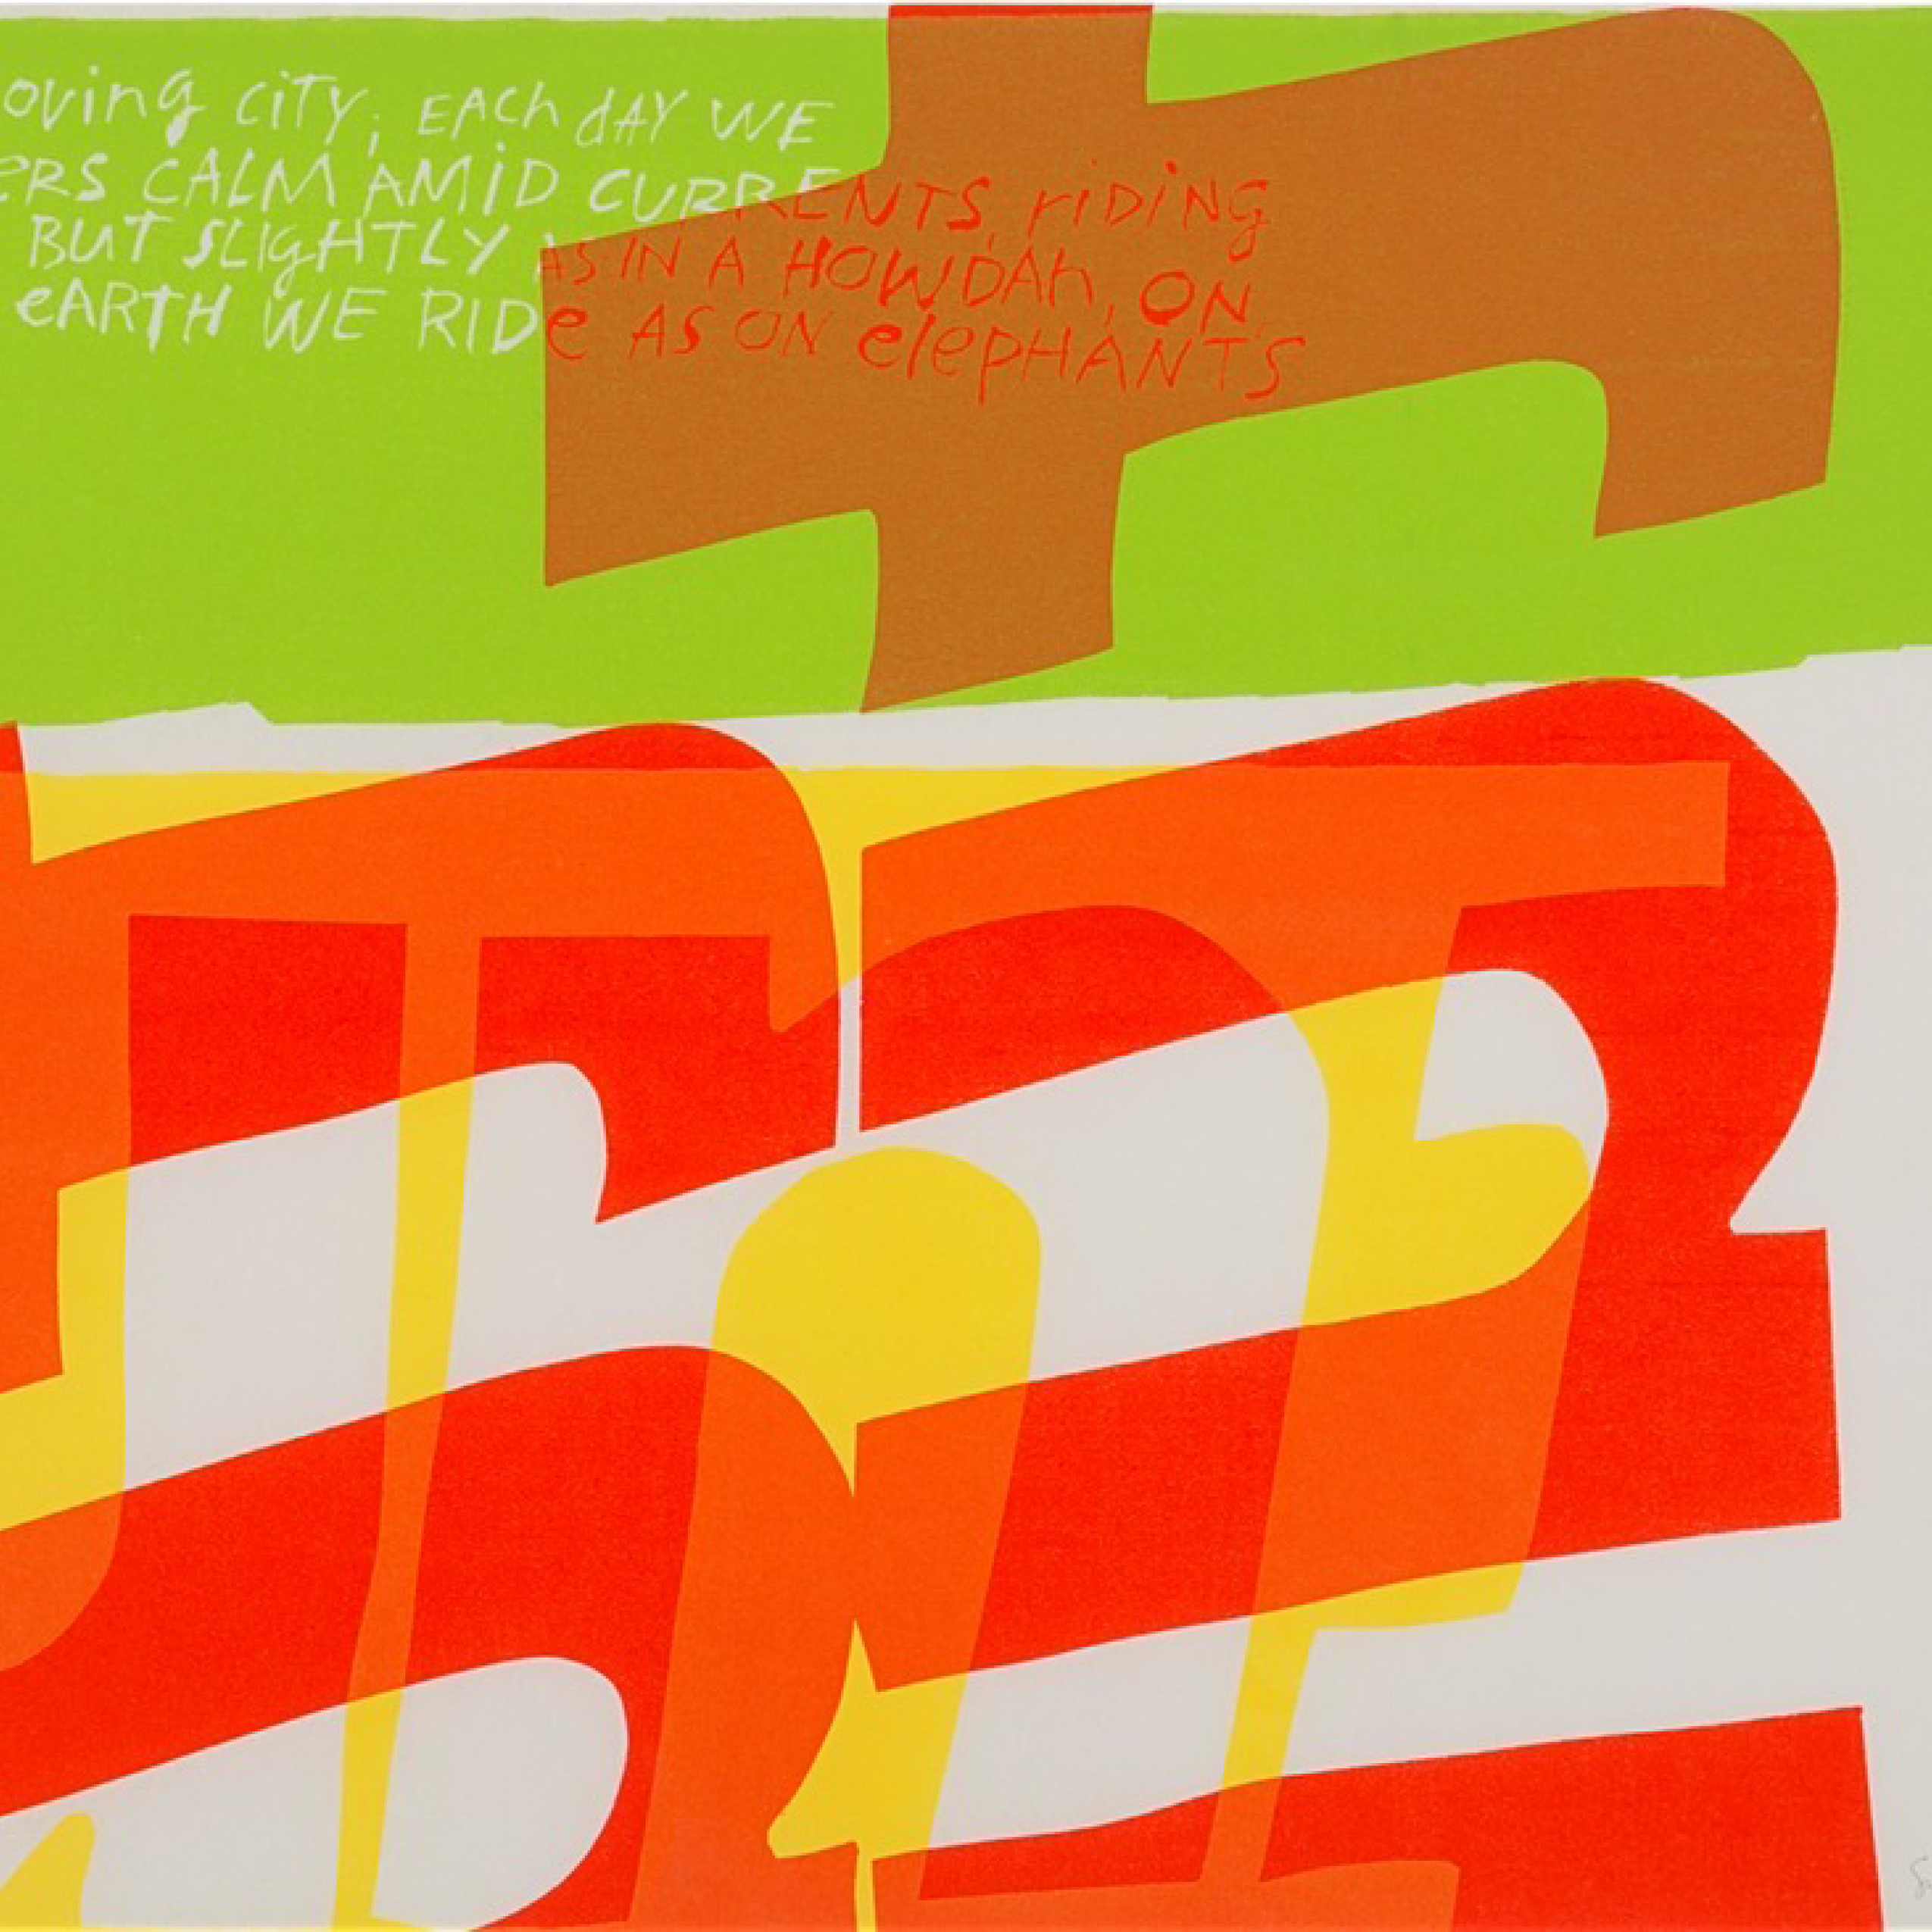 oving ciTy; EACh dAY WE
eRS CALM AMiD CURRENTS, riDiNg
BUT SLIgHTLY AS IN A HOWDAh, ON
eARTH WE RIDe AS ON elepHANTS